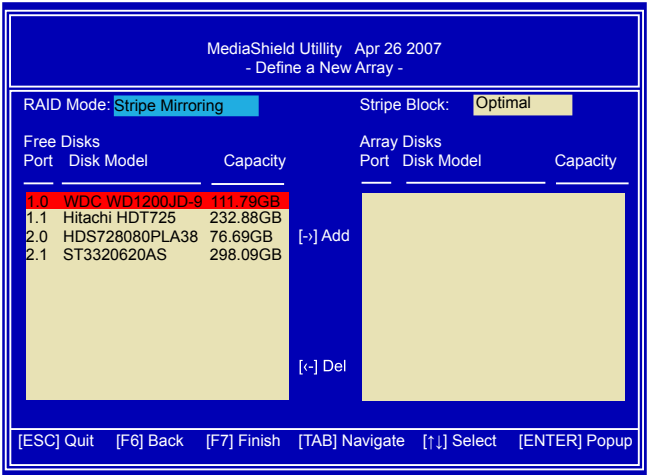 MediaShield Utillity   Apr 26 2007
- Define a New Array -
RAID Mode: Stripe Mirroring   Stripe Block: Optimal
Free Disks   Array Disks
Port   Disk Model   Capacity   Port   Disk Model   Capacity
1.0   WDC WD1200JD-9   111.79GB
1.1   Hitachi HDT725   232.88GB
2.0   HDS728080PLA38   76.69GB   [-›] Add
2.1   ST3320620AS   298.09GB
[‹-] Del
[ESC] Quit   [F6] Back   [F7] Finish   [TAB] Navigate   [↑↓] Select   [ENTER] Popup